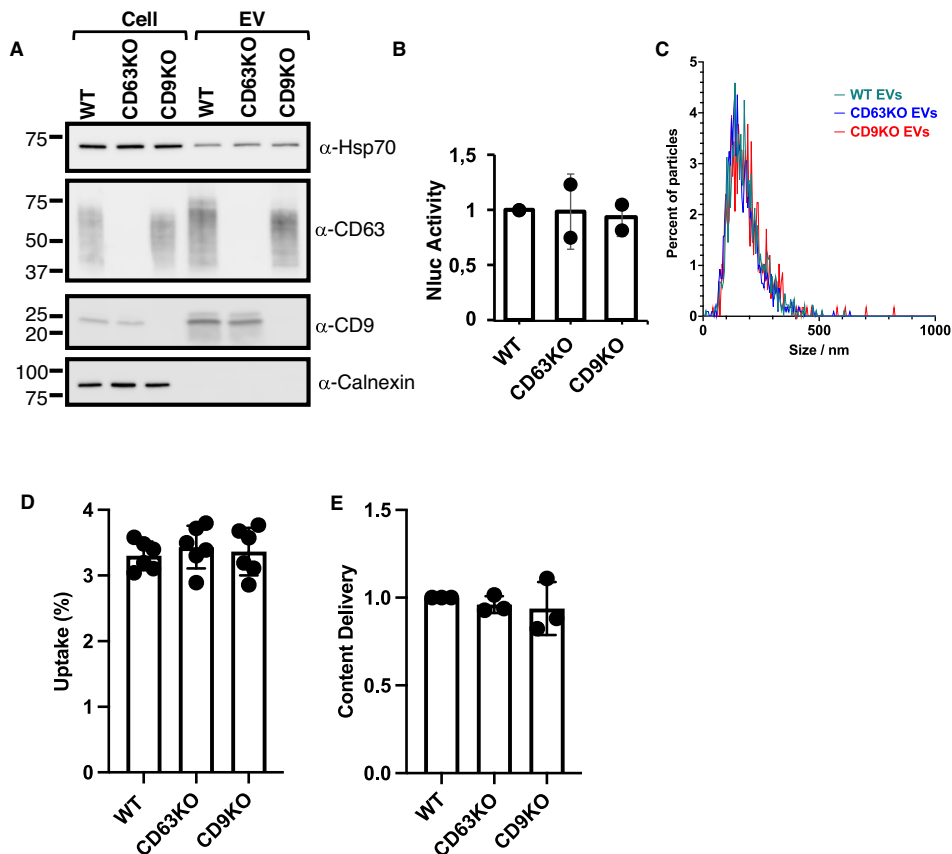 A
Cell
EV
WT
CD63KO
CD9KO
WT
CD63KO
CD9KO
75
α-Hsp70
75
50
37
α-CD63
25
20
α-CD9
100
75
α-Calnexin
B
Nluc Activity
1,5
1
0,5
0
WT
CD63KO
CD9KO
C
Percent of particles
5
4
3
2
1
0
0
500
1000
Size / nm
WT EVs
CD63KO EVs
CD9KO EVs
D
Uptake (%)
4
3
2
1
0
WT
CD63KO
CD9KO
E
Content Delivery
1.5
1.0
0.5
0.0
WT
CD63KO
CD9KO